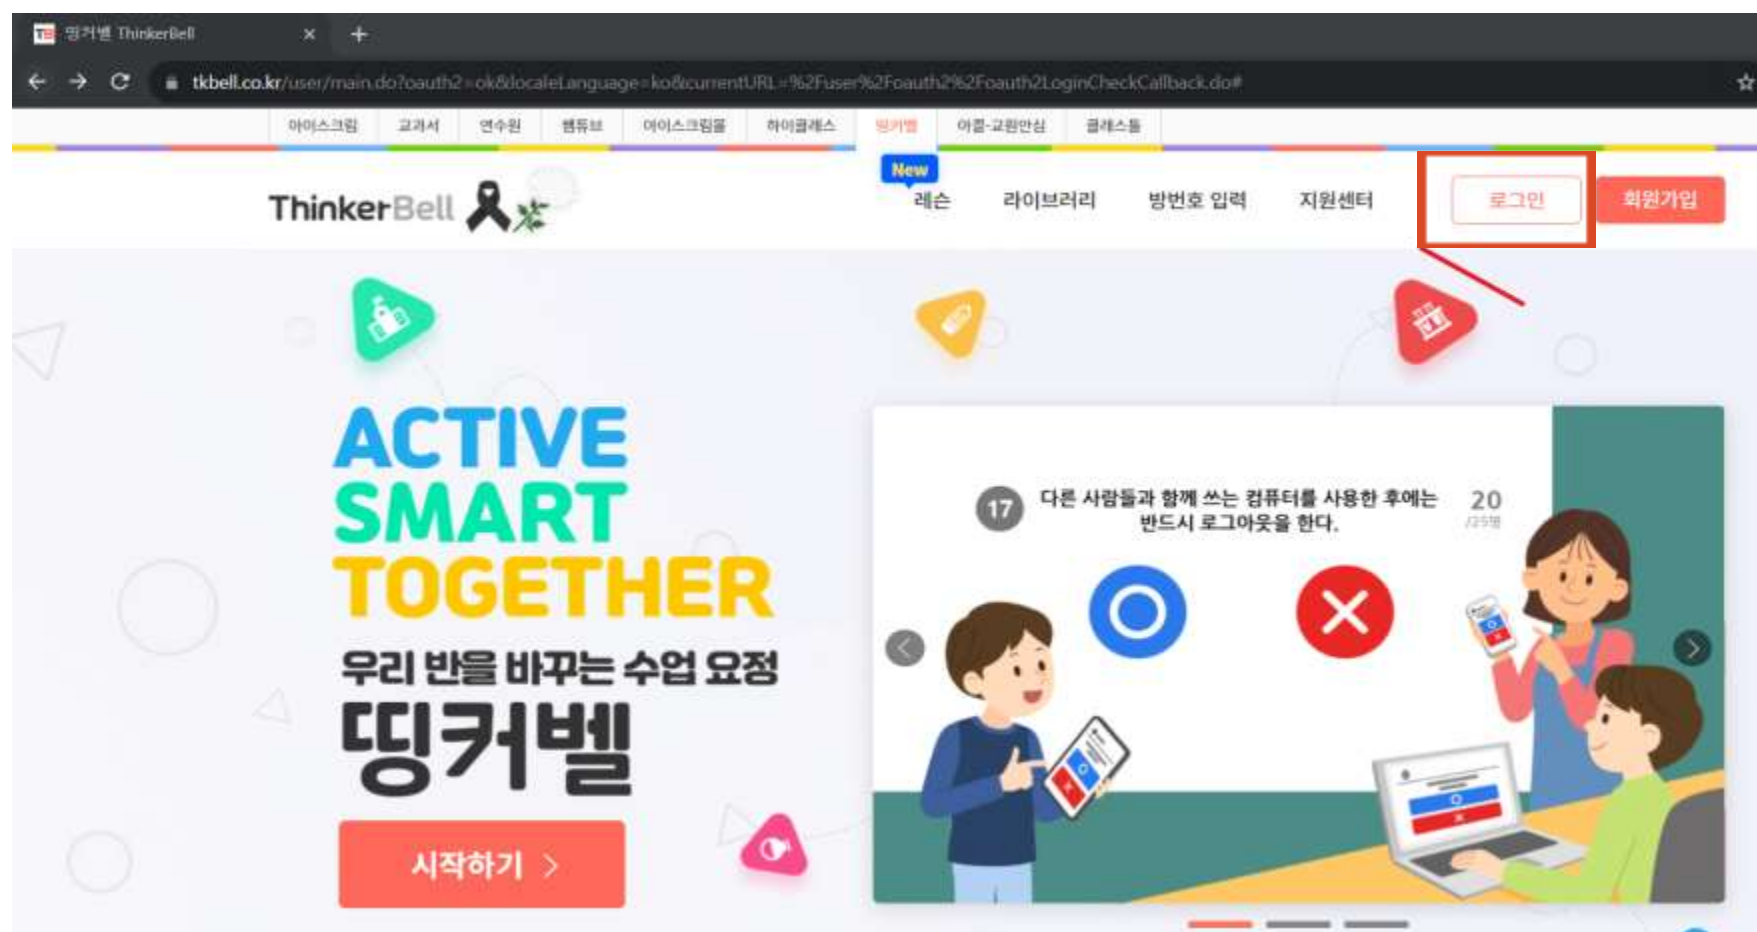 띵커벨 ThinkerBell
tkbell.co.kr/user/main.do?oauth2=ok&localeLanguage=ko&currentURL=%2Fuser%2Foauth2%2Foauth2LoginCheckCallback.do#
아이스크림 교과서 연수원 쌤튜브 아이스크림몰 하이클래스 띵커벨 아콜-교원안심 클래스툴
New
ThinkerBell 레슨 라이브러리 방번호 입력 지원센터 로그인 회원가입
ACTIVE
SMART
TOGETHER
우리 반을 바꾸는 수업 요정
띵커벨
시작하기
17 다른 사람들과 함께 쓰는 컴퓨터를 사용한 후에는 20
반드시 로그아웃을 한다. /25명